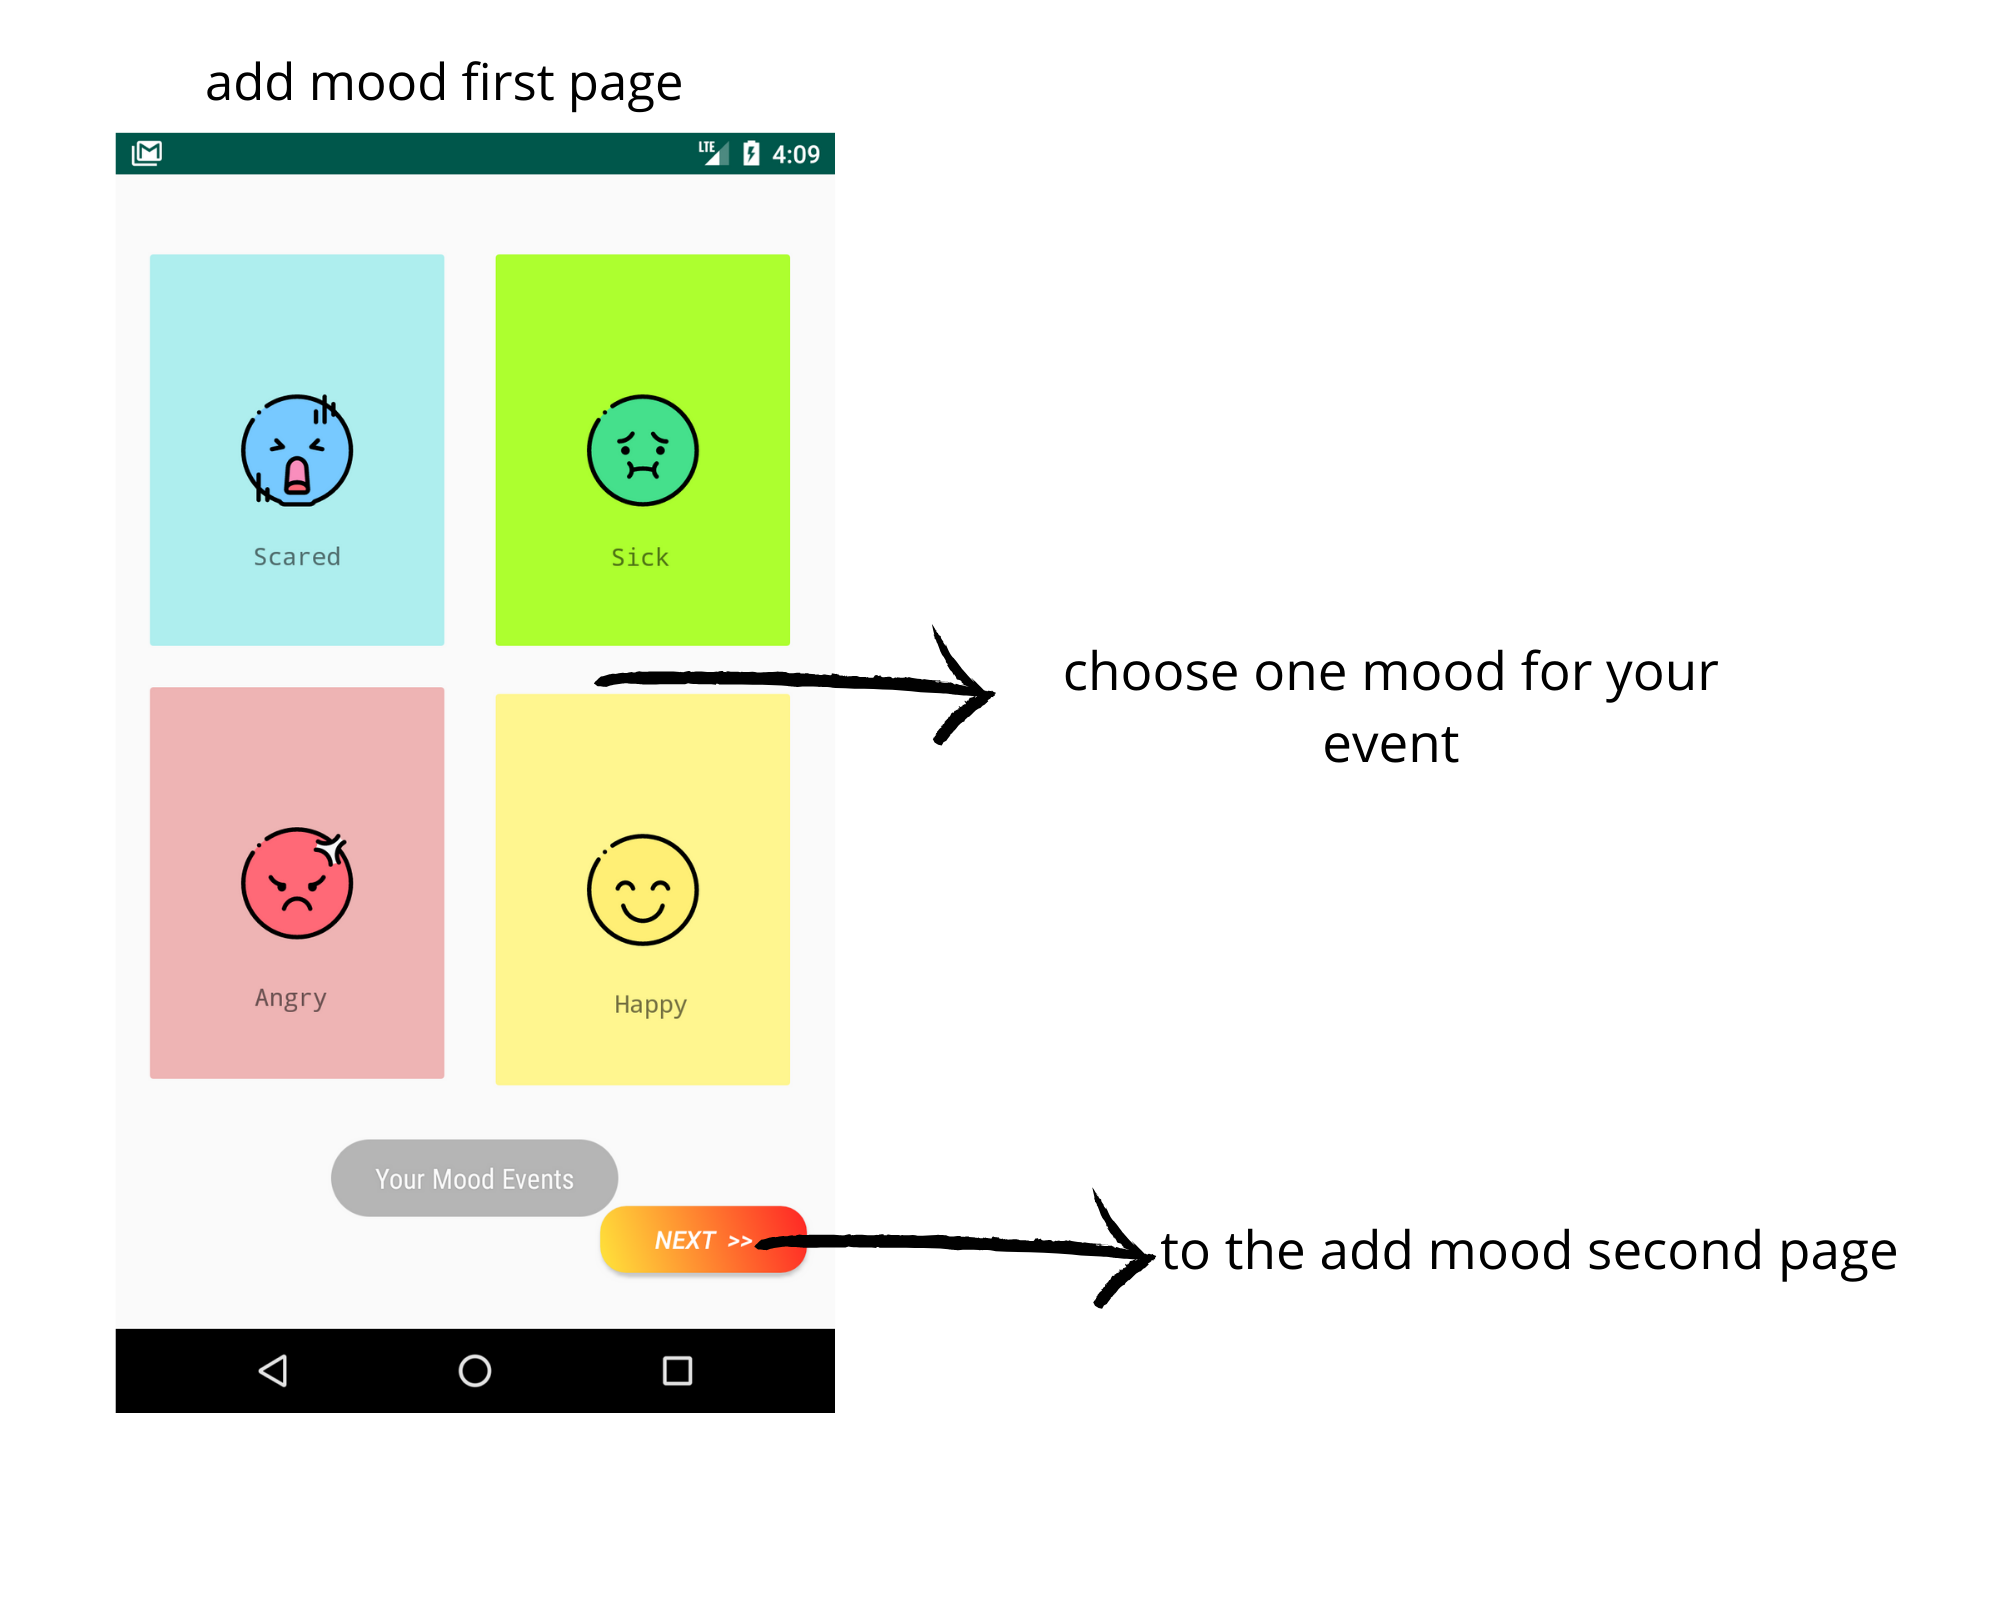 add mood first page
LTE 4:09
Scared
Sick
choose one mood for your
event
Angry
Happy
Your Mood Events
NEXT >>
to the add mood second page